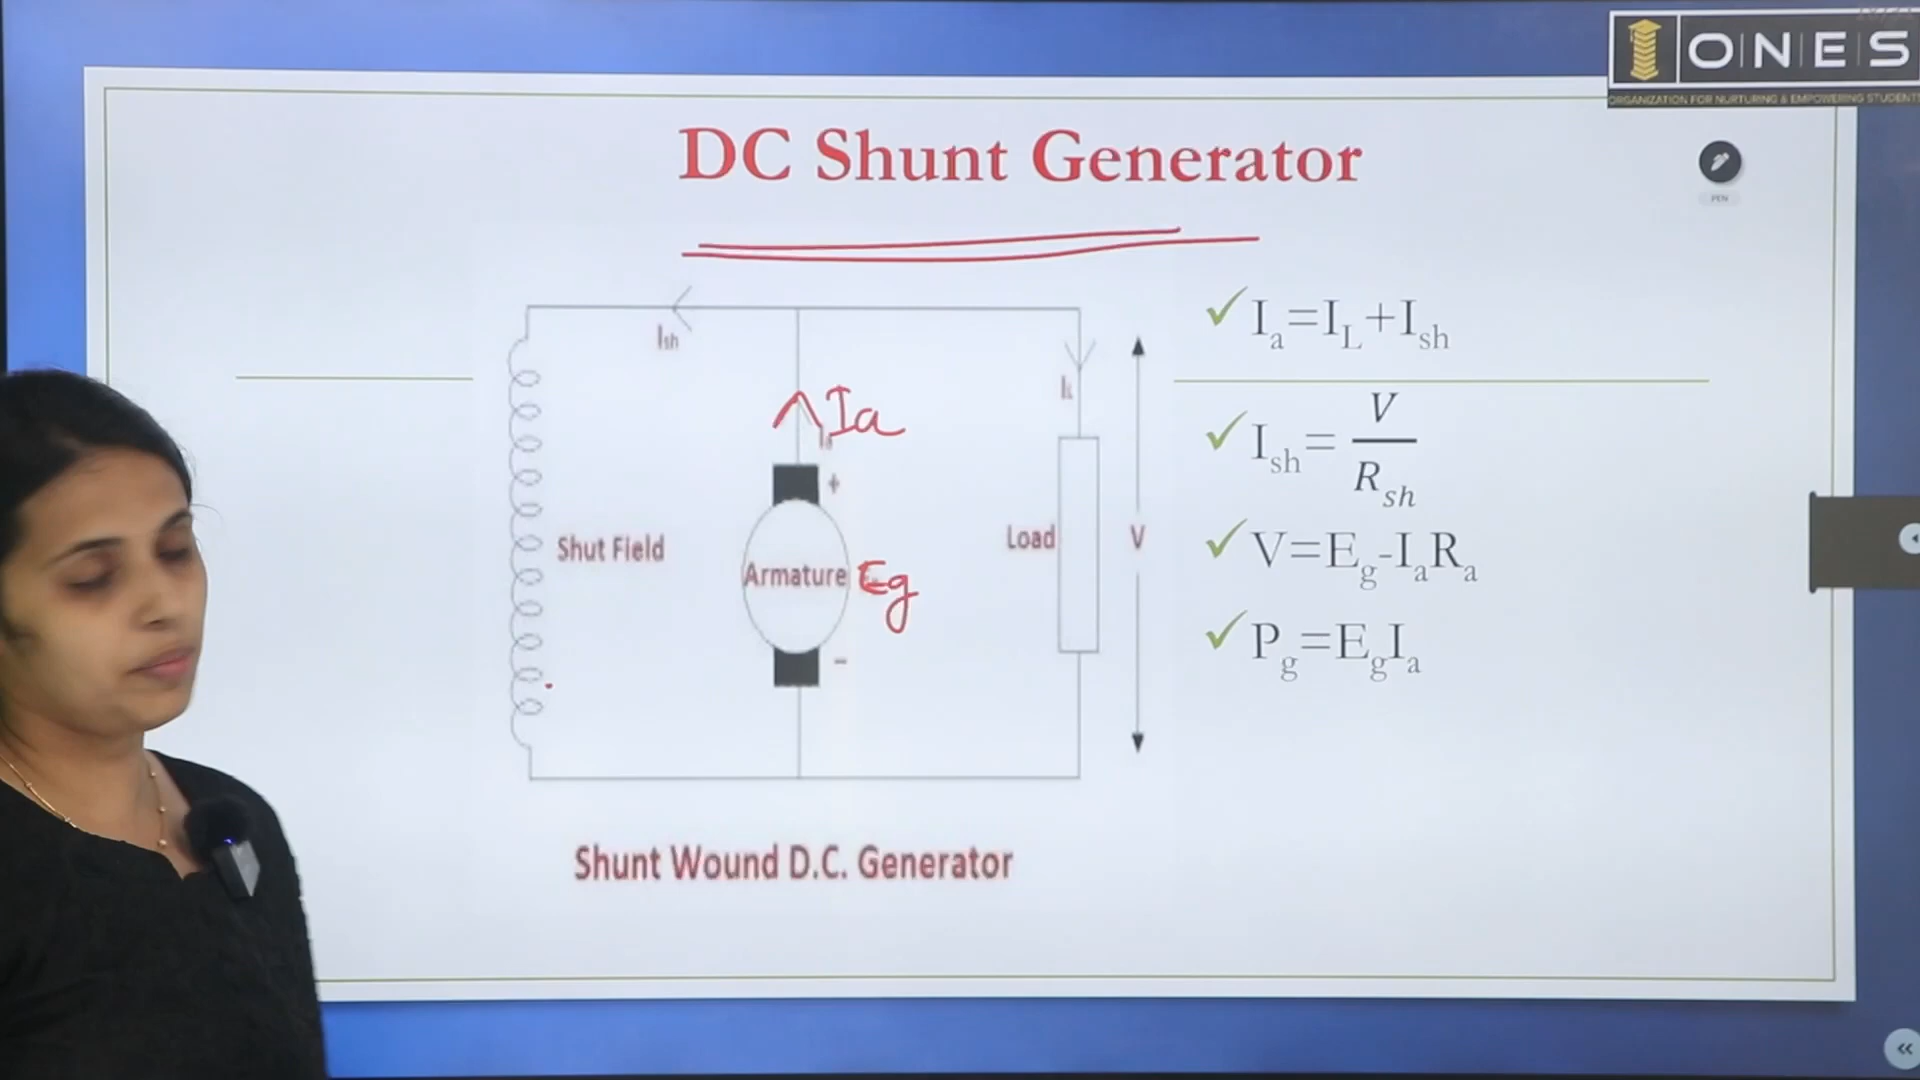 ONES
ORGANIZATION FOR NURTURING & EMPOWERING STUDENTS
PEN
DC Shunt Generator
Ish
Ia
IL
+
Shut Field
Armature
Eg
Load
V
-
Shunt Wound D.C. Generator
✓ Ia=IL+Ish
✓ Ish= V/Rsh
✓ V=Eg-IaRa
✓ Pg=EgIa